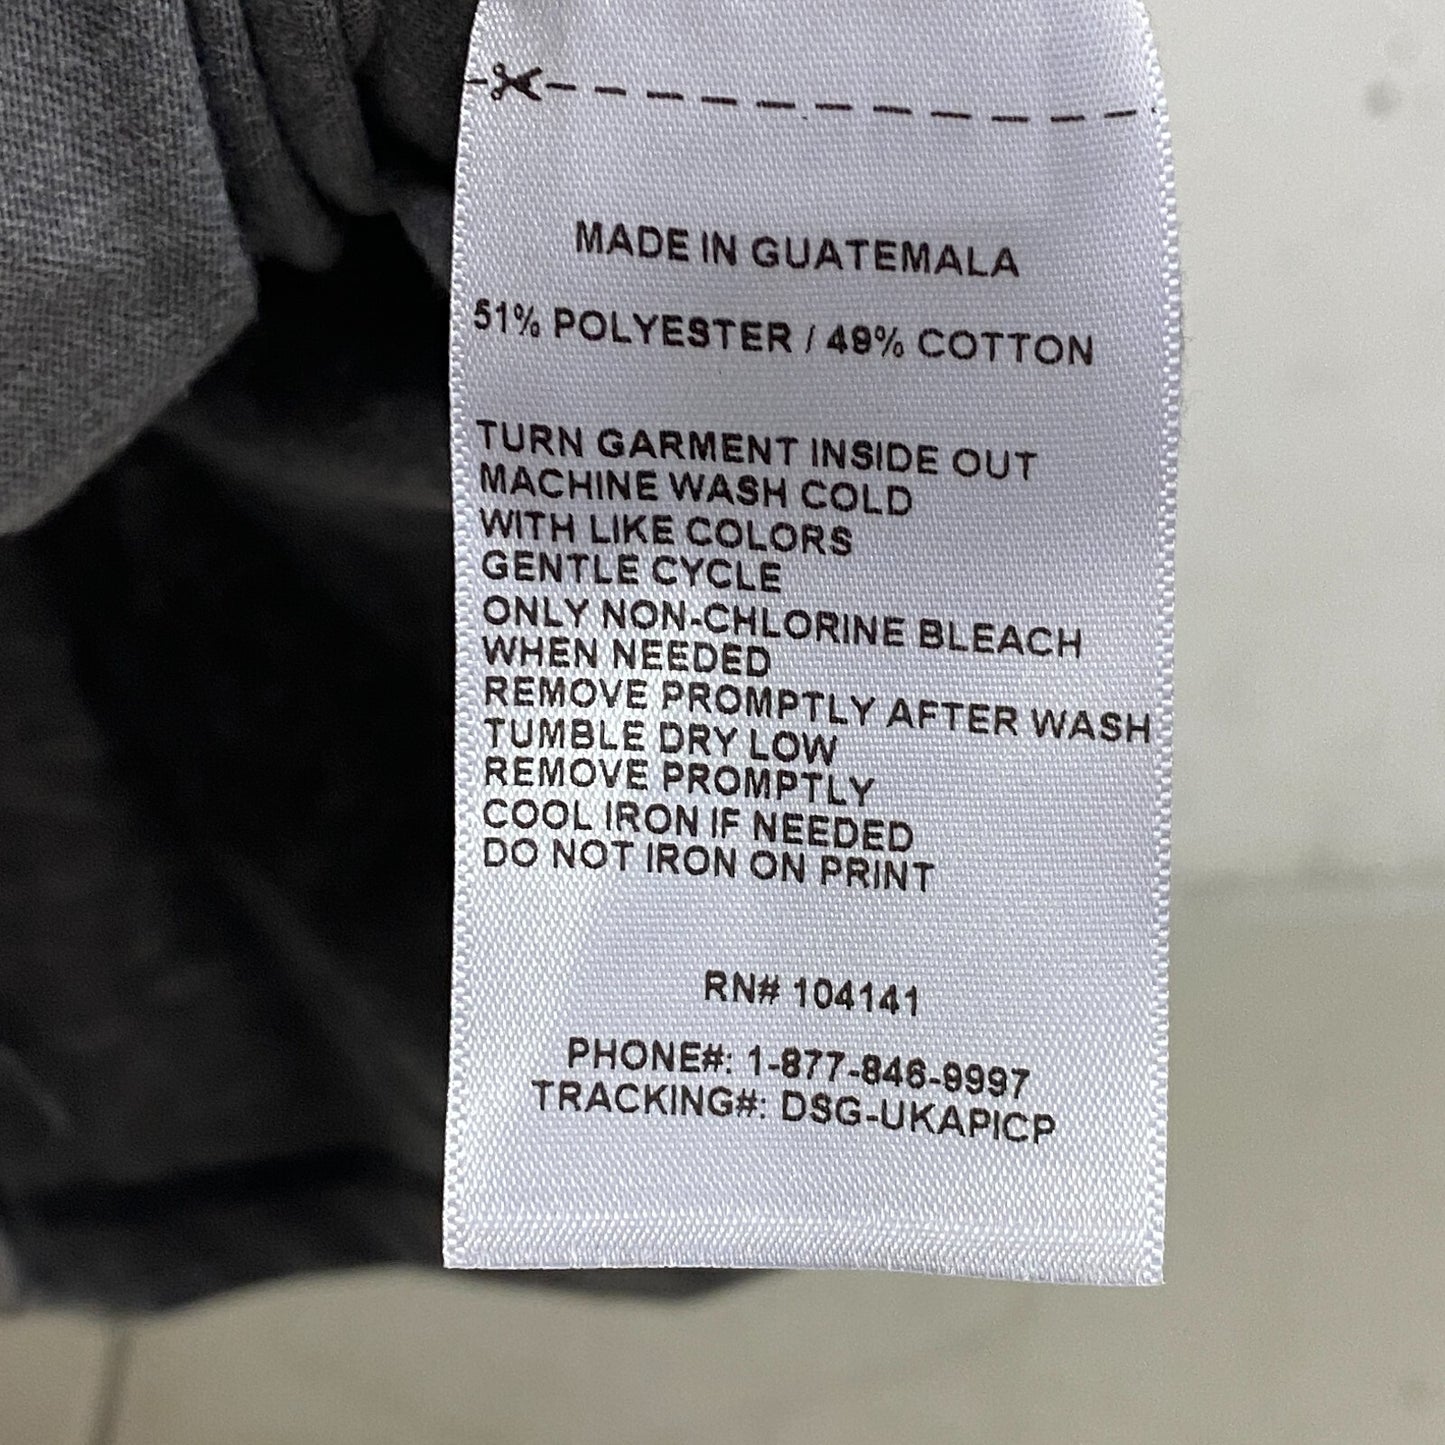 MADE IN GUATEMALA
51% POLYESTER / 49% COTTON
TURN GARMENT INSIDE OUT
MACHINE WASH COLD
WITH LIKE COLORS
GENTLE CYCLE
ONLY NON-CHLORINE BLEACH
WHEN NEEDED
REMOVE PROMPTLY AFTER WASH
TUMBLE DRY LOW
REMOVE PROMPTLY
COOL IRON IF NEEDED
DO NOT IRON ON PRINT
RN# 104141
PHONE#: 1-877-846-9997
TRACKING#: DSG-UKAPICP